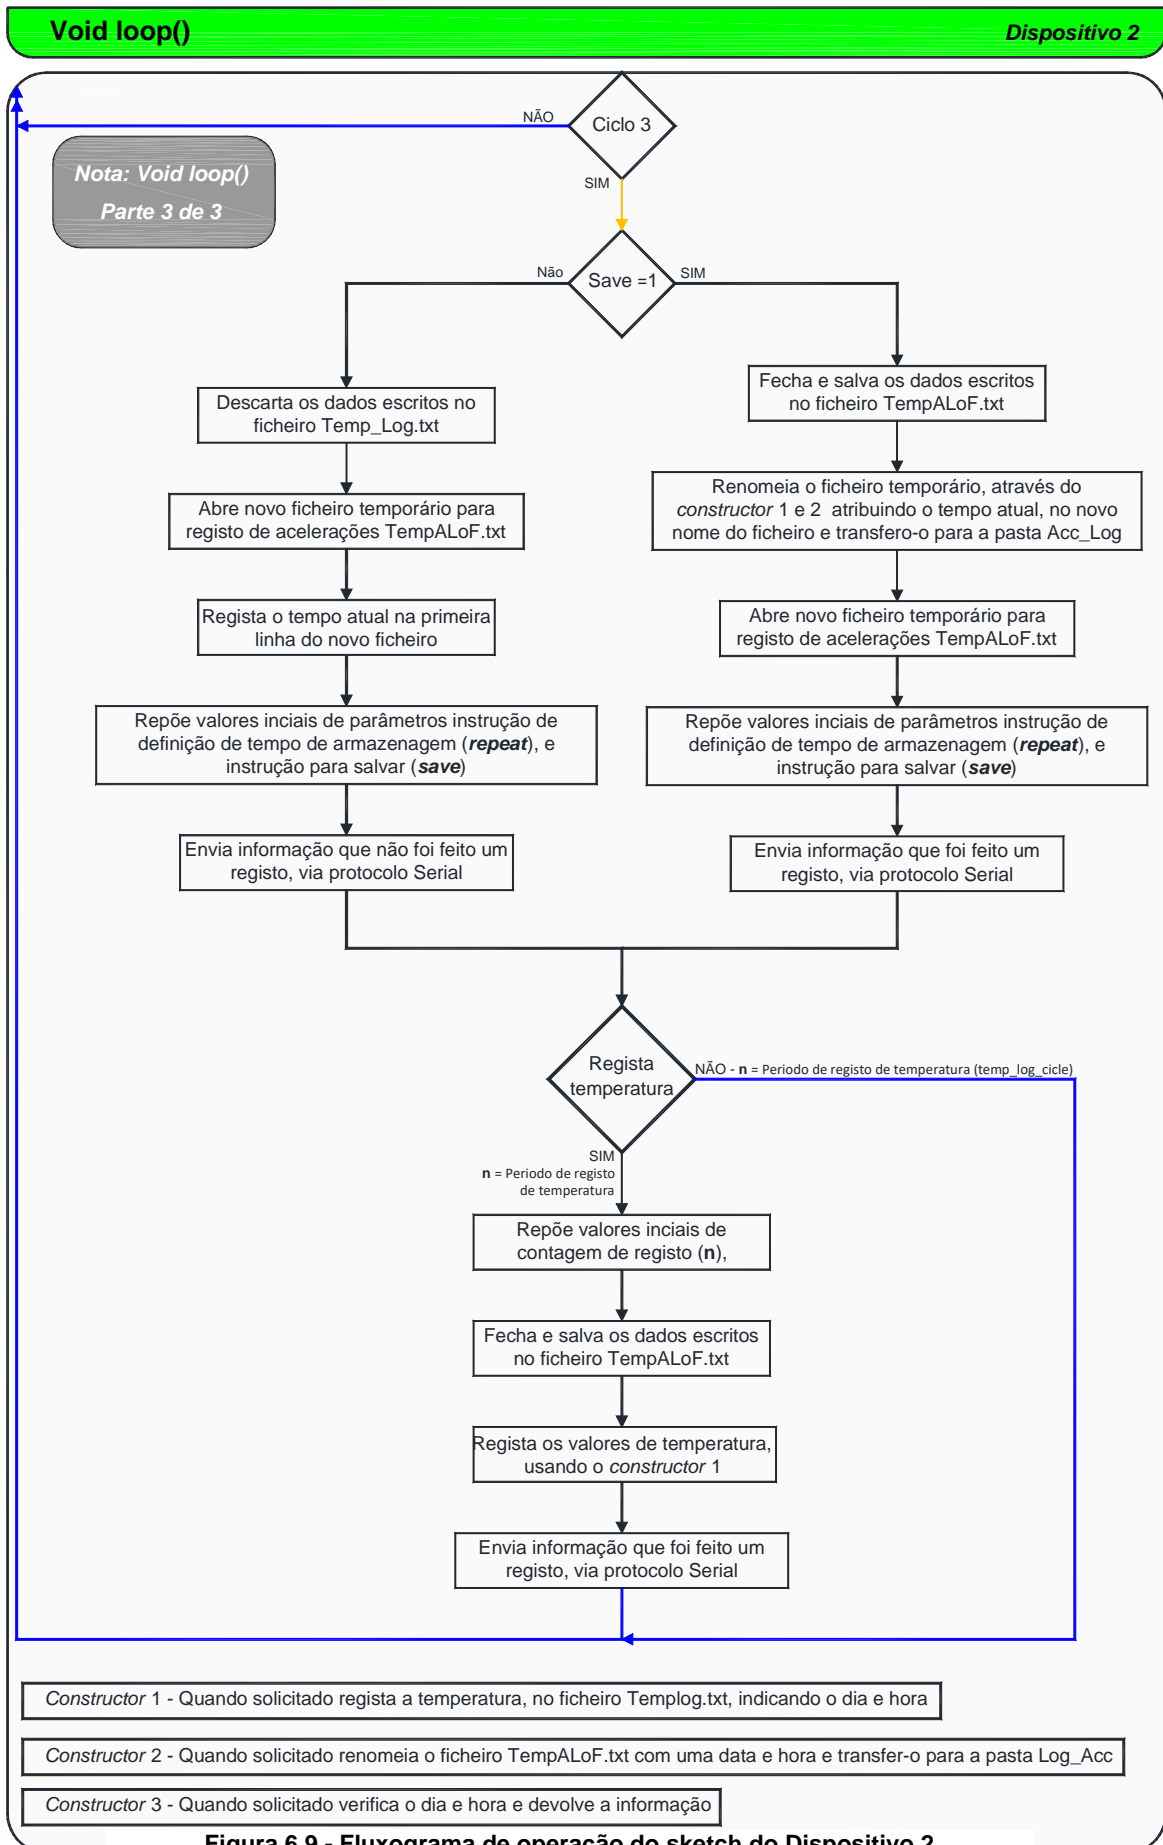 Void loop()
Dispositivo 2
NÃO
Ciclo 3
Nota: Void loop()
Parte 3 de 3
SIM
Não
Save =1
SIM
Descarta os dados escritos no
ficheiro Temp_Log.txt
Fecha e salva os dados escritos
no ficheiro TempALoF.txt
Abre novo ficheiro temporário para
registo de acelerações TempALoF.txt
Renomeia o ficheiro temporário, através do
constructor 1 e 2 atribuindo o tempo atual, no novo
nome do ficheiro e transfero-o para a pasta Acc_Log
Regista o tempo atual na primeira
linha do novo ficheiro
Abre novo ficheiro temporário para
registo de acelerações TempALoF.txt
Repõe valores inciais de parâmetros instrução de
definição de tempo de armazenagem (repeat), e
instrução para salvar (save)
Repõe valores inciais de parâmetros instrução de
definição de tempo de armazenagem (repeat), e
instrução para salvar (save)
Envia informação que não foi feito um
registo, via protocolo Serial
Envia informação que foi feito um
registo, via protocolo Serial
Regista
temperatura
NÃO - n = Periodo de registo de temperatura (temp_log_cicle)
SIM
n = Periodo de registo
de temperatura
Repõe valores inciais de
contagem de registo (n),
Fecha e salva os dados escritos
no ficheiro TempALoF.txt
Regista os valores de temperatura,
usando o constructor 1
Envia informação que foi feito um
registo, via protocolo Serial
Constructor 1 - Quando solicitado regista a temperatura, no ficheiro Templog.txt, indicando o dia e hora
Constructor 2 - Quando solicitado renomeia o ficheiro TempALoF.txt com uma data e hora e transfer-o para a pasta Log_Acc
Constructor 3 - Quando solicitado verifica o dia e hora e devolve a informação
Figura 6.9 - Fluxograma de operação do sketch do Dispositivo 2